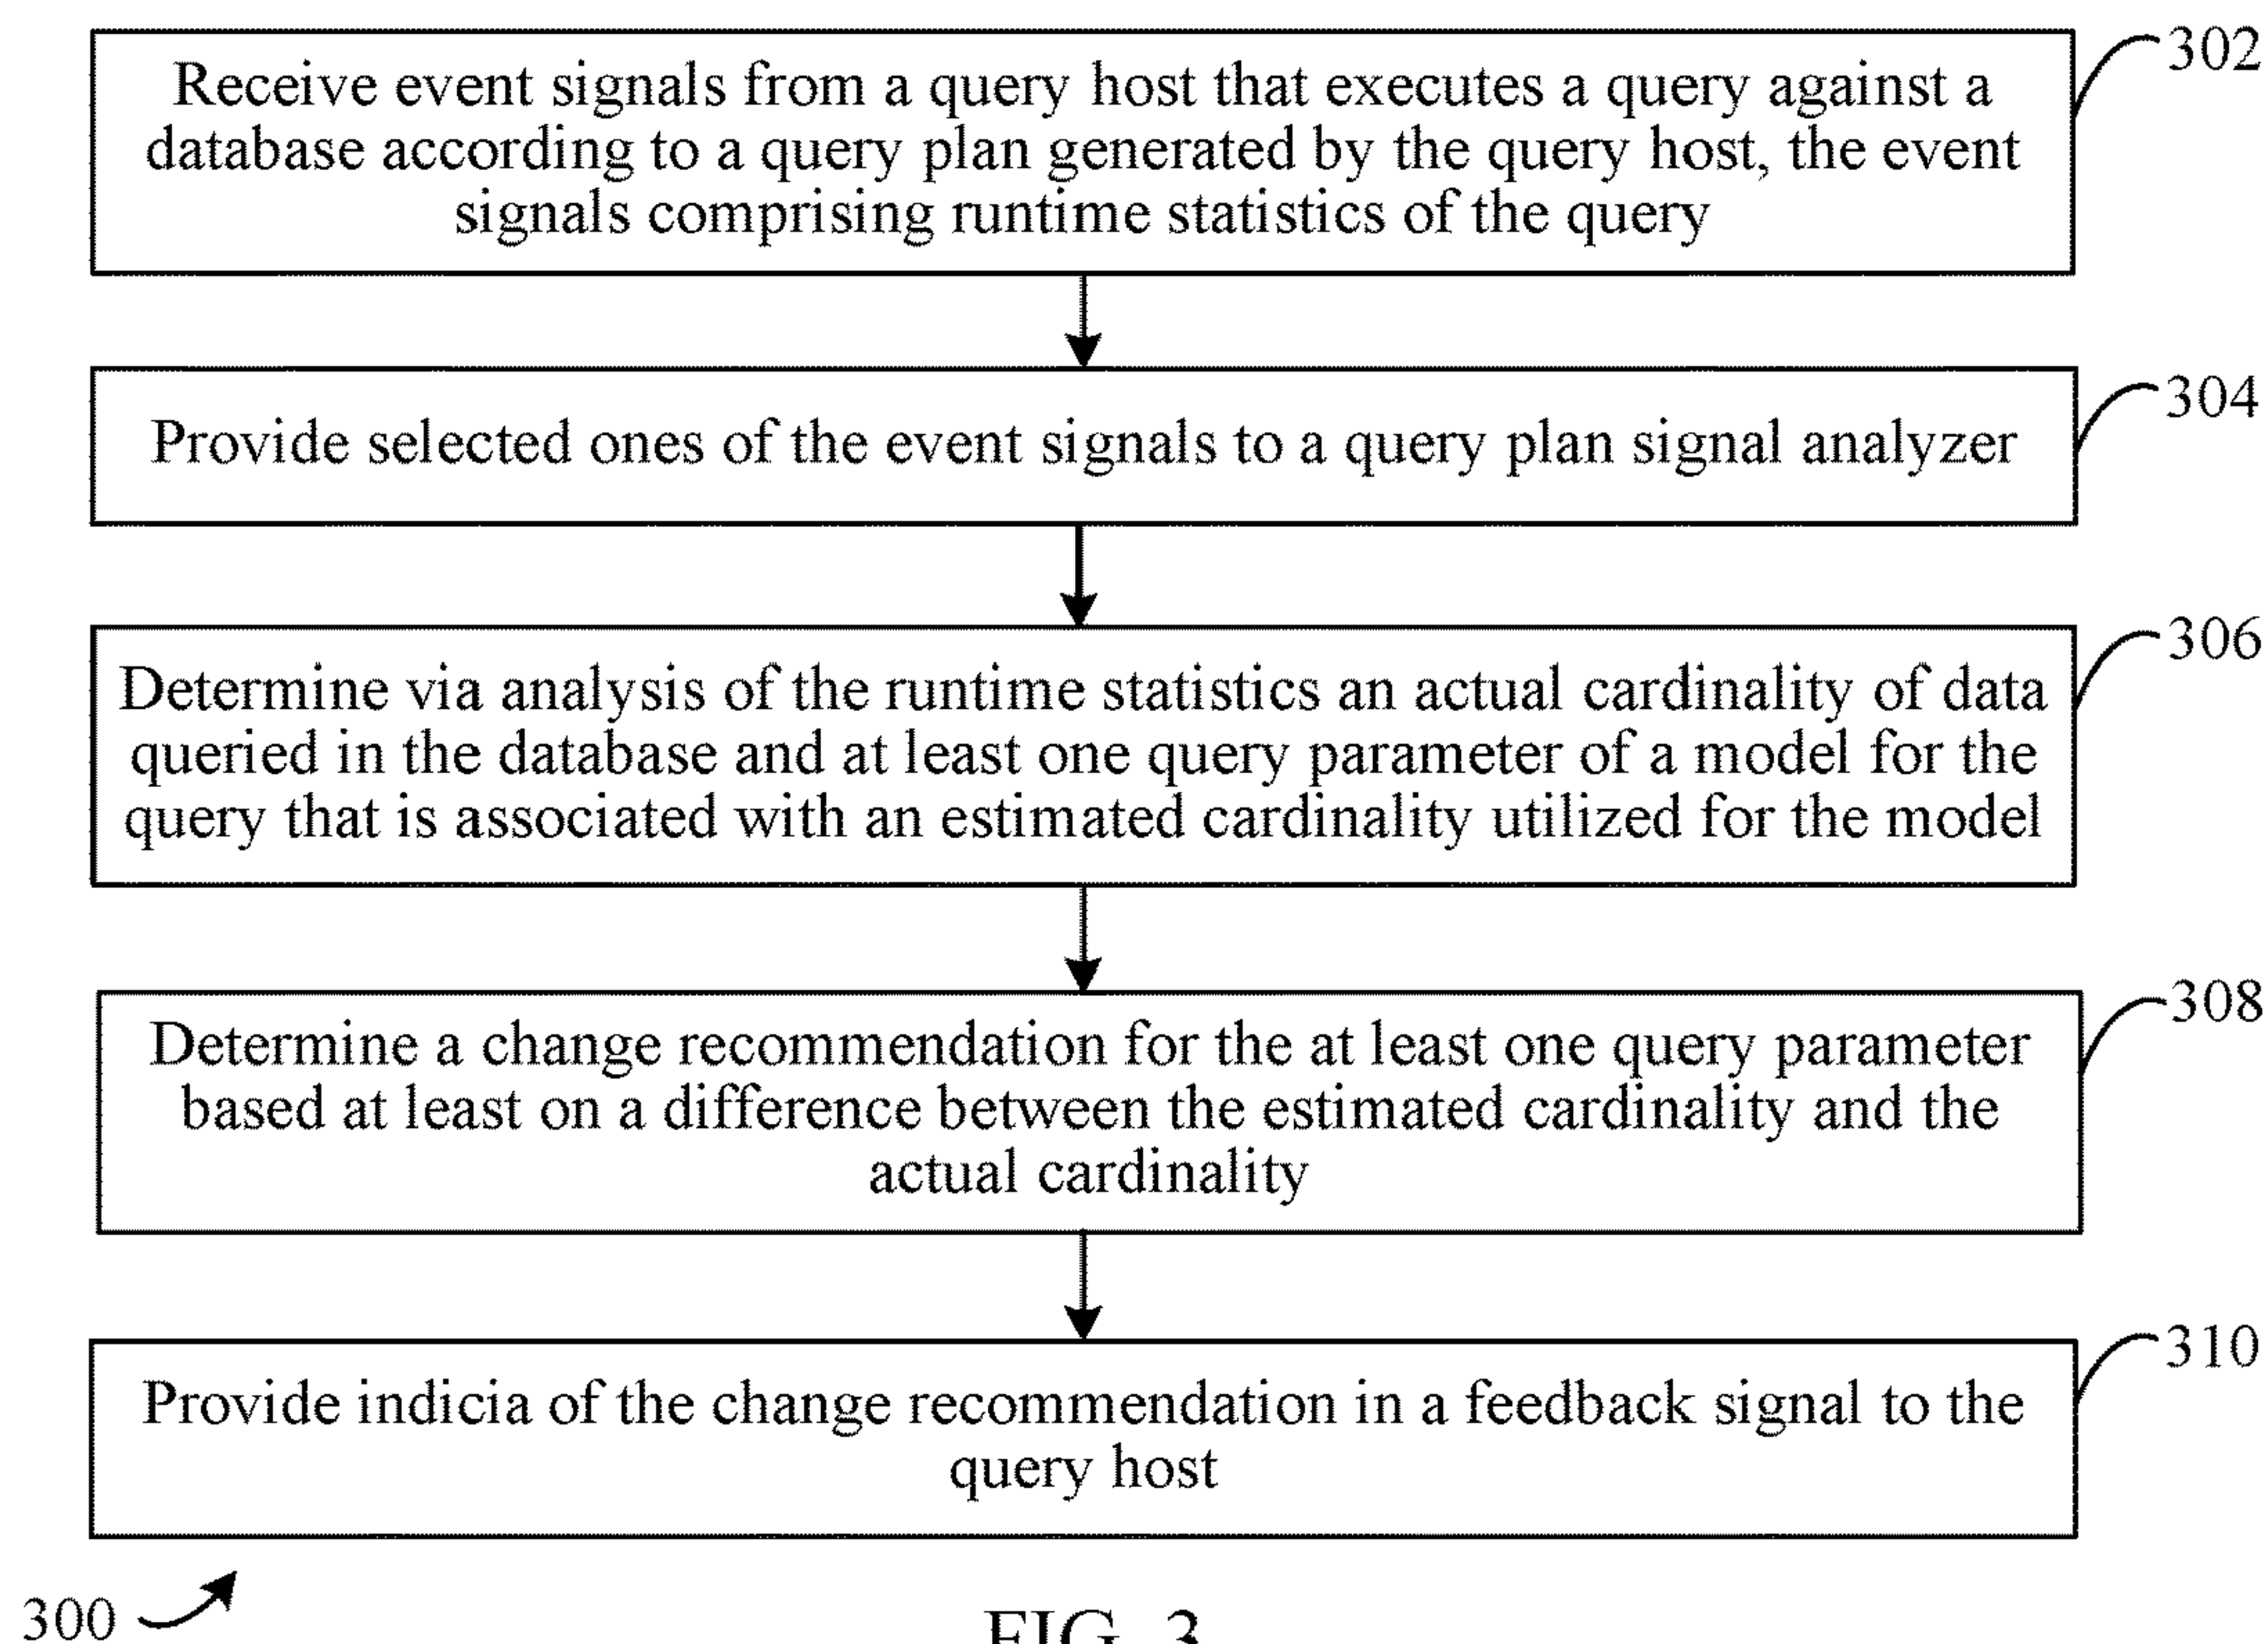 302
Receive event signals from a query host that executes a query against a
database according to a query plan generated by the query host, the event
signals comprising runtime statistics of the query
304
Provide selected ones of the event signals to a query plan signal analyzer
306
Determine via analysis of the runtime statistics an actual cardinality of data
queried in the database and at least one query parameter of a model for the
query that is associated with an estimated cardinality utilized for the model
308
Determine a change recommendation for the at least one query parameter
based at least on a difference between the estimated cardinality and the
actual cardinality
310
Provide indicia of the change recommendation in a feedback signal to the
query host
300
FIG. 3